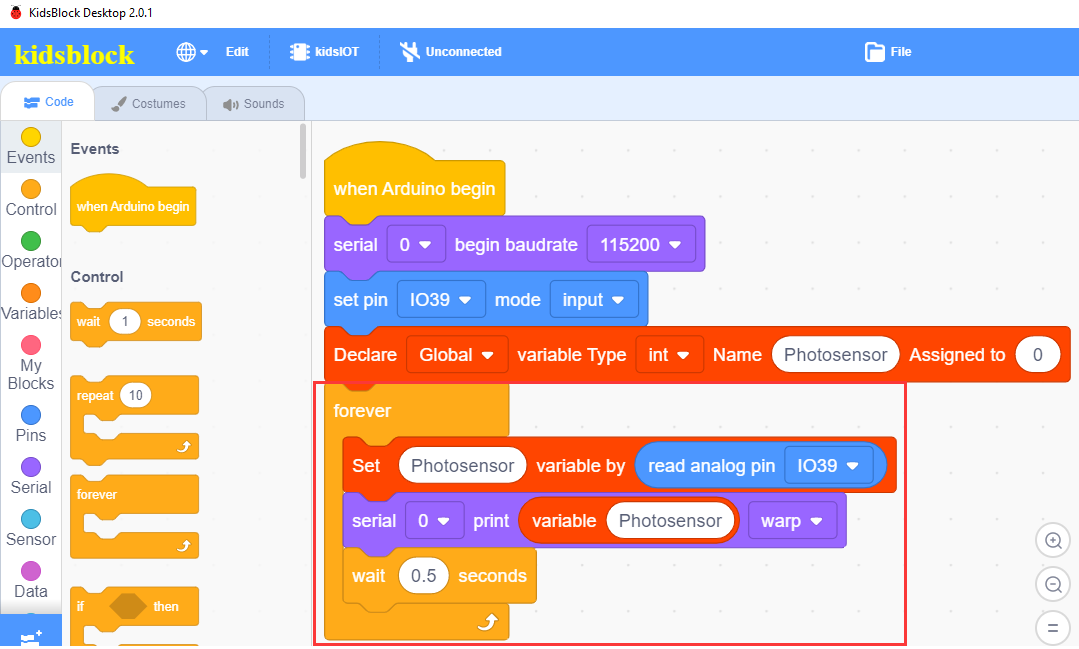 KidsBlock Desktop 2.0.1
kidsblock Edit kidsIOT Unconnected File
Code Costumes Sounds
Events
Control
Operator
Variables
My
Blocks
Pins
Serial
Sensor
Data
Events
when Arduino begin
Control
wait 1 seconds
repeat 10
forever
if then
when Arduino begin
serial 0 begin baudrate 115200
set pin IO39 mode input
Declare Global variable Type int Name Photosensor Assigned to 0
forever
Set Photosensor variable by read analog pin IO39
serial 0 print variable Photosensor warp
wait 0.5 seconds